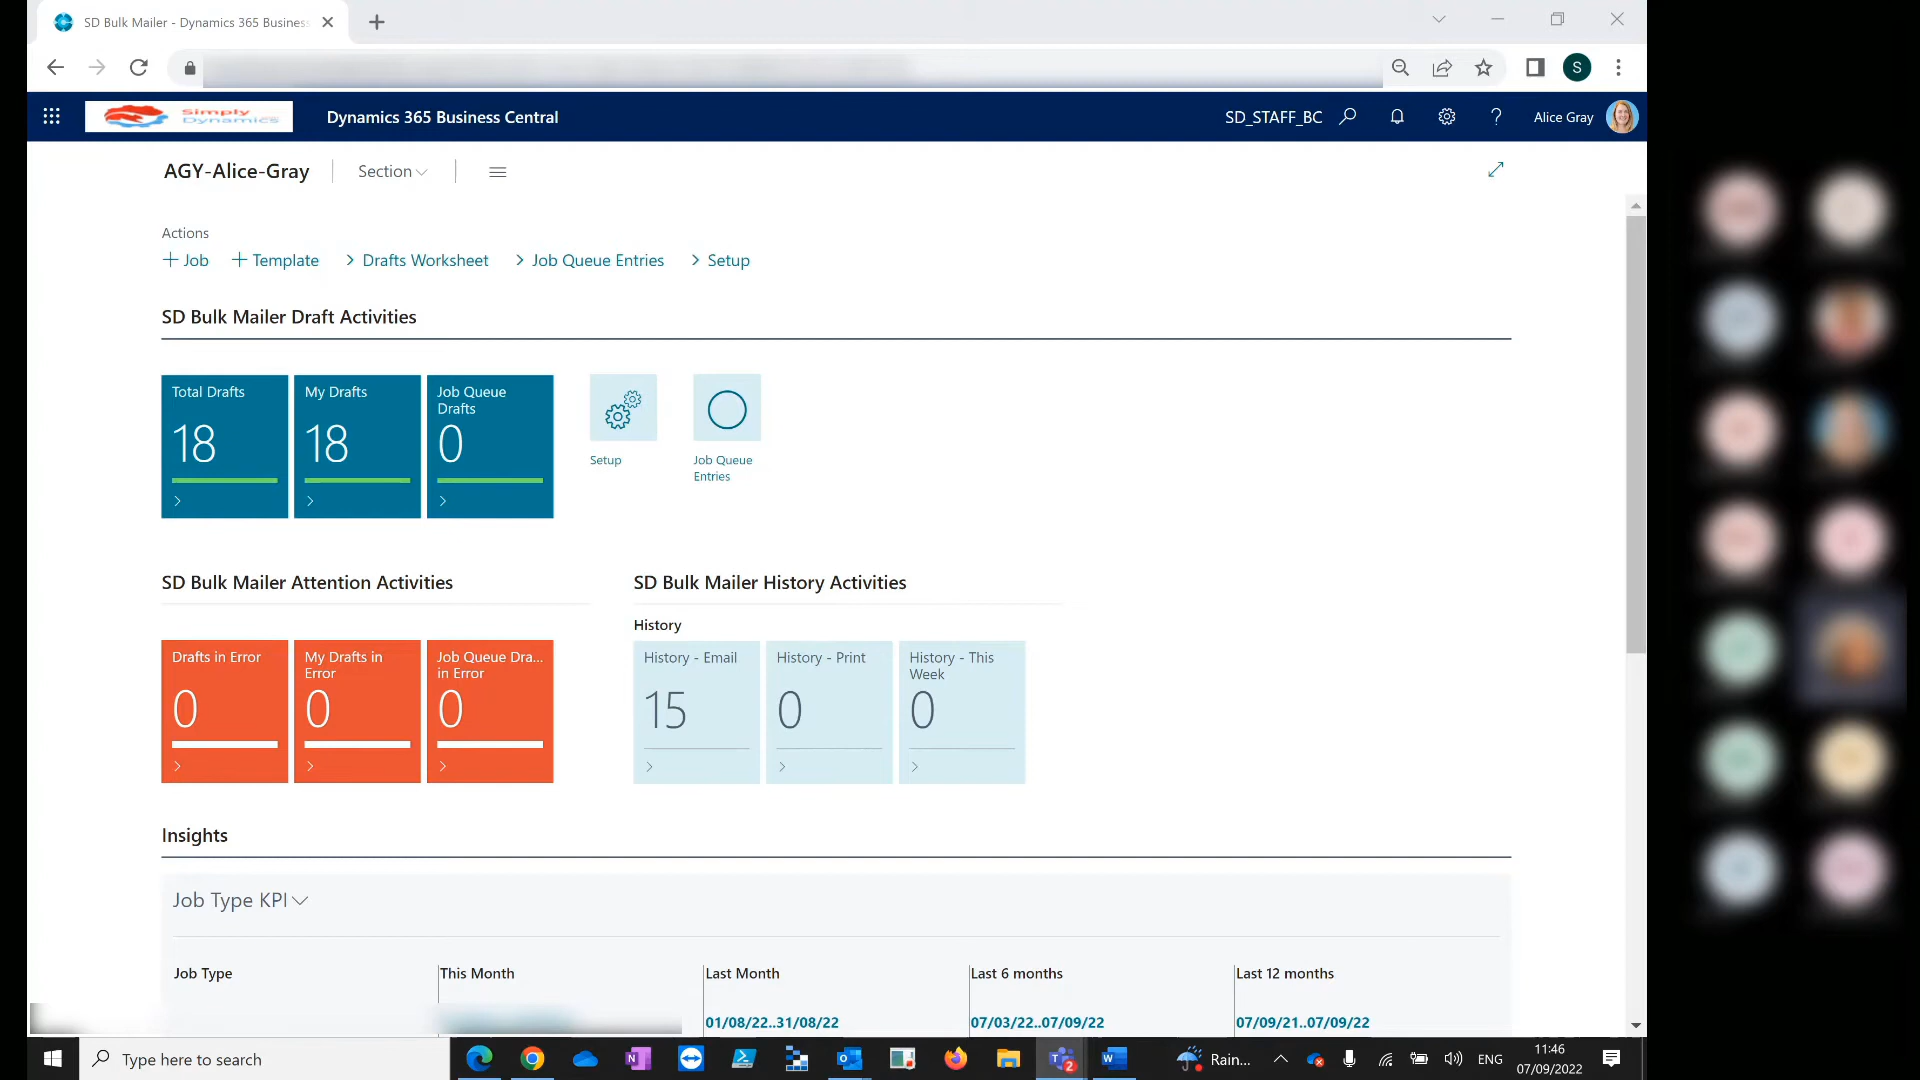 SD Bulk Mailer - Dynamics 365 Business
S
Simply
Dynamics
Dynamics 365 Business Central
SD_STAFF_BC
?
Alice Gray
AGY-Alice-Gray
Section
Actions
+ Job
+ Template
> Drafts Worksheet
> Job Queue Entries
> Setup
SD Bulk Mailer Draft Activities
Total Drafts
18
My Drafts
18
Job Queue
Drafts
0
Setup
Job Queue
Entries
SD Bulk Mailer Attention Activities
Drafts in Error
0
My Drafts in
Error
0
Job Queue Dra...
in Error
0
SD Bulk Mailer History Activities
History
History - Email
15
History - Print
0
History - This
Week
0
Insights
Job Type KPI
Job Type
This Month
Last Month
Last 6 months
Last 12 months
01/08/22..31/08/22
07/03/22..07/09/22
07/09/21..07/09/22
Type here to search
2
Rain...
ENG
11:46
07/09/2022